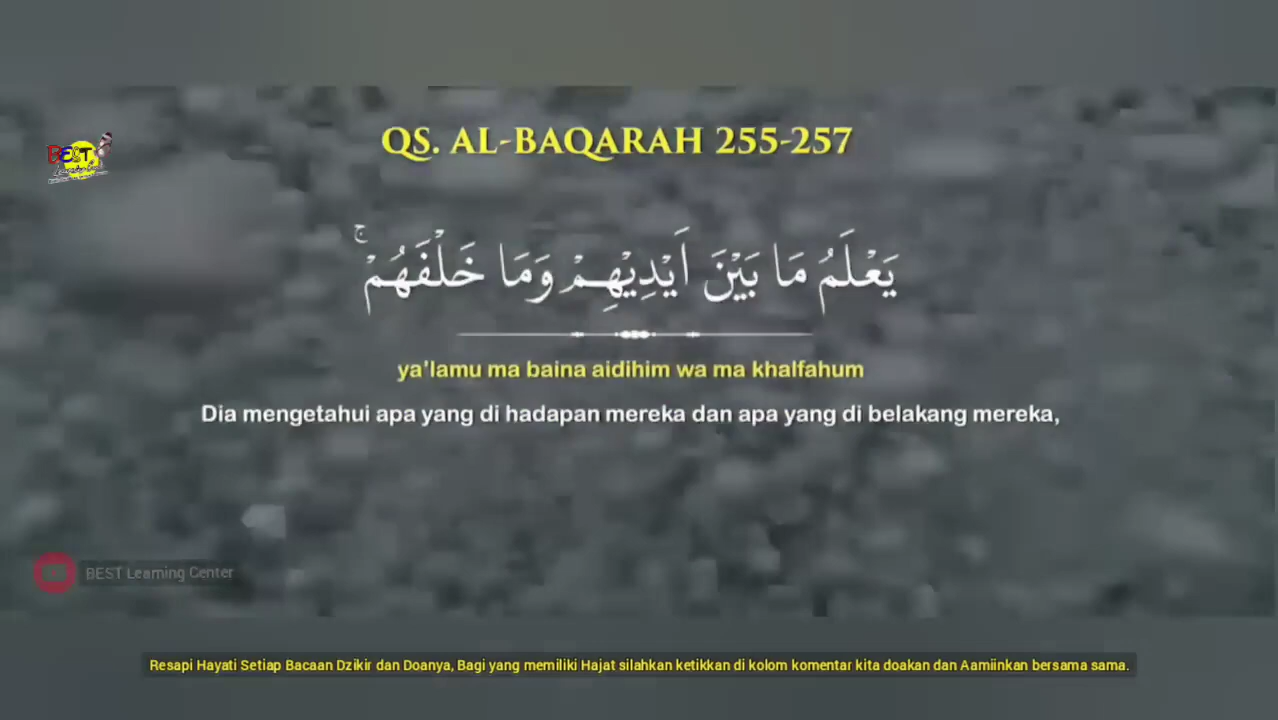 QS. AL-BAQARAH 255-257
BEST
يَعْلَمُ مَا بَيْنَ اَيْدِيْهِمْ وَمَا خَلْفَهُمْۚ
ya'lamu ma baina aidihim wa ma khalfahum
Dia mengetahui apa yang di hadapan mereka dan apa yang di belakang mereka,
BEST Learning Center
Resapi Hayati Setiap Bacaan Dzikir dan Doanya, Bagi yang memiliki Hajat silahkan ketikkan di kolom komentar kita doakan dan Aamiinkan bersama sama.